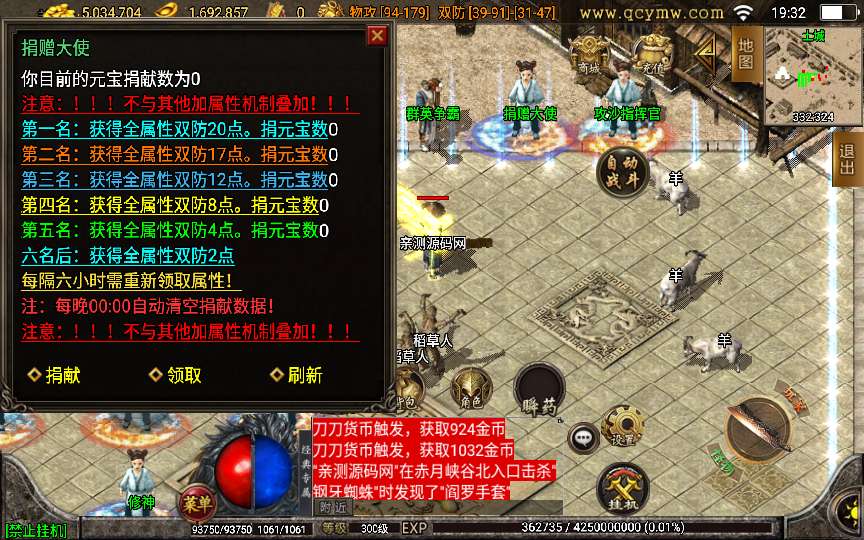 5,034,704
1,692,857
0
物攻 [94-179] 双防 [39-91]-[31-47]
www.qcymw.com
19:32
捐赠大使
你目前的元宝捐献数为0
注意：！！！不与其他加属性机制叠加！！！
第一名：获得全属性双防20点。捐元宝数0
第二名：获得全属性双防17点。捐元宝数0
第三名：获得全属性双防12点。捐元宝数0
第四名：获得全属性双防8点。捐元宝数0
第五名：获得全属性双防4点。捐元宝数0
六名后：获得全属性双防2点
每隔六小时需重新领取属性！
注：每晚00:00自动清空捐献数据！
注意：！！！不与其他加属性机制叠加！！！
捐献
领取
刷新
商城
充值
地图
土城
332:324
退出
群英争霸
捐赠大使
攻沙指挥官
自动战斗
羊
亲测源码网
羊
羊
稻草人
稻草人
背包
角色
瞬药
设置
玩家
怪物
挂机
修神
菜单
经典专属
刀刀货币触发，获取924金币
刀刀货币触发，获取1032金币
"亲测源码网"在赤月峡谷北入口击杀"
钢牙蜘蛛"时发现了"阎罗手套"
附近
[禁止挂机]
93750/93750
1061/1061
等级
300级
EXP
362735 / 4250000000 (0.01%)